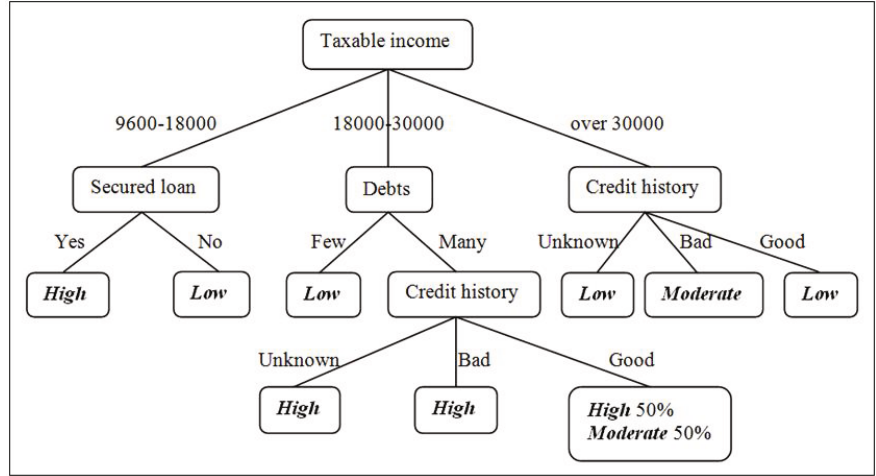 Taxable income
9600-18000
18000-30000
over 30000
Secured loan
Debts
Credit history
Yes
No
Few
Many
Unknown
Bad
Good
High
Low
Low
Credit history
Low
Moderate
Low
Unknown
Bad
Good
High
High
High 50%
Moderate 50%